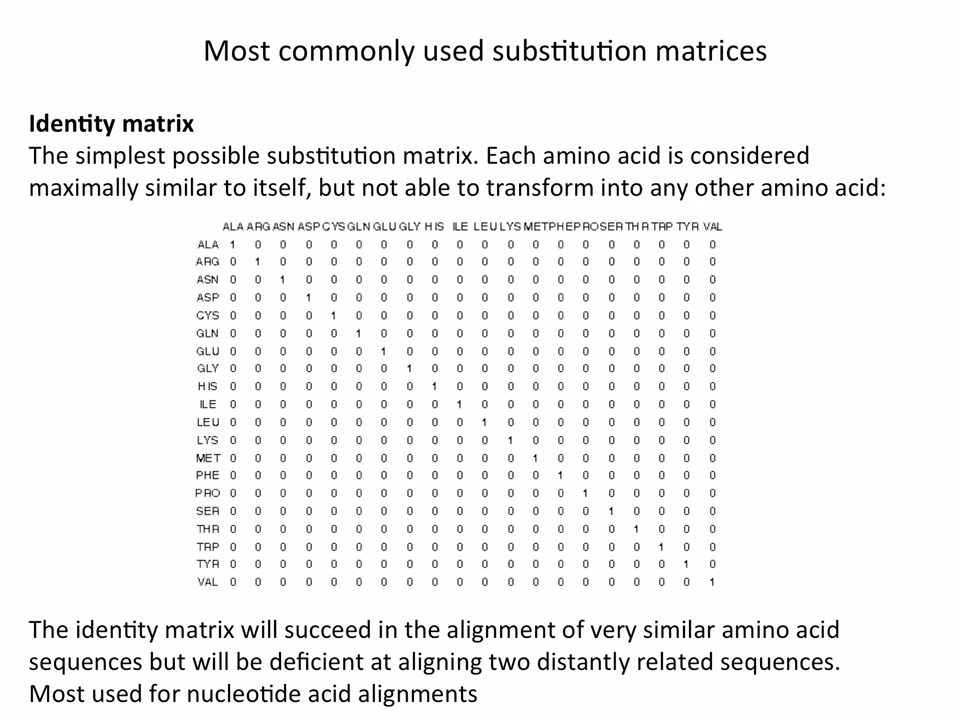 Most commonly used substitution matrices
Identity matrix
The simplest possible substitution matrix. Each amino acid is considered
maximally similar to itself, but not able to transform into any other amino acid:
ALA ARG ASN ASP CYS GLN GLU GLY HIS ILE LEU LYS MET PHE PRO SER THR TRP TYR VAL
ALA 1 0 0 0 0 0 0 0 0 0 0 0 0 0 0 0 0 0 0 0
ARG 0 1 0 0 0 0 0 0 0 0 0 0 0 0 0 0 0 0 0 0
ASN 0 0 1 0 0 0 0 0 0 0 0 0 0 0 0 0 0 0 0 0
ASP 0 0 0 1 0 0 0 0 0 0 0 0 0 0 0 0 0 0 0 0
CYS 0 0 0 0 1 0 0 0 0 0 0 0 0 0 0 0 0 0 0 0
GLN 0 0 0 0 0 1 0 0 0 0 0 0 0 0 0 0 0 0 0 0
GLU 0 0 0 0 0 0 1 0 0 0 0 0 0 0 0 0 0 0 0 0
GLY 0 0 0 0 0 0 0 1 0 0 0 0 0 0 0 0 0 0 0 0
HIS 0 0 0 0 0 0 0 0 1 0 0 0 0 0 0 0 0 0 0 0
ILE 0 0 0 0 0 0 0 0 0 1 0 0 0 0 0 0 0 0 0 0
LEU 0 0 0 0 0 0 0 0 0 0 1 0 0 0 0 0 0 0 0 0
LYS 0 0 0 0 0 0 0 0 0 0 0 1 0 0 0 0 0 0 0 0
MET 0 0 0 0 0 0 0 0 0 0 0 0 1 0 0 0 0 0 0 0
PHE 0 0 0 0 0 0 0 0 0 0 0 0 0 1 0 0 0 0 0 0
PRO 0 0 0 0 0 0 0 0 0 0 0 0 0 0 1 0 0 0 0 0
SER 0 0 0 0 0 0 0 0 0 0 0 0 0 0 0 1 0 0 0 0
THR 0 0 0 0 0 0 0 0 0 0 0 0 0 0 0 0 1 0 0 0
TRP 0 0 0 0 0 0 0 0 0 0 0 0 0 0 0 0 0 1 0 0
TYR 0 0 0 0 0 0 0 0 0 0 0 0 0 0 0 0 0 0 1 0
VAL 0 0 0 0 0 0 0 0 0 0 0 0 0 0 0 0 0 0 0 1
The identity matrix will succeed in the alignment of very similar amino acid
sequences but will be deficient at aligning two distantly related sequences.
Most used for nucleotide acid alignments